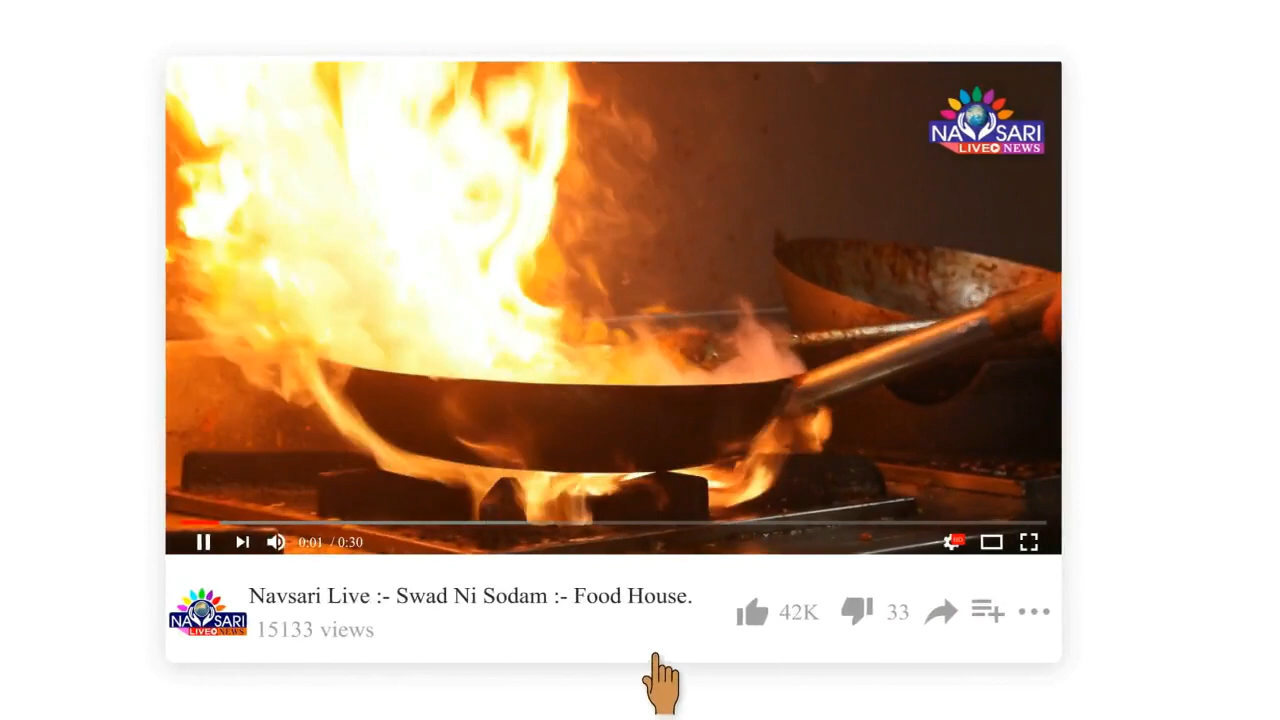 NAVSARI
LIVE NEWS
0:01 / 0:30
HD
Navsari Live :- Swad Ni Sodam :- Food House.
15133 views
42K
33
NAVSARI
LIVE NEWS